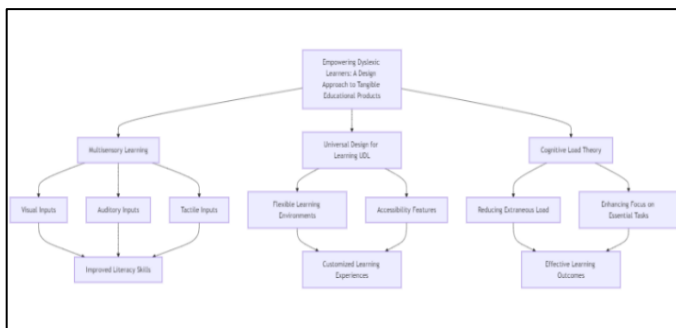 Empowering Dyslexic
Learners: A Design
Approach to Tangible
Educational Products
Multisensory Learning
Universal Design for
Learning UDL
Cognitive Load Theory
Visual Inputs
Auditory Inputs
Tactile Inputs
Flexible Learning
Environments
Accessibility Features
Reducing Extraneous Load
Enhancing Focus on
Essential Tasks
Improved Literacy Skills
Customized Learning
Experiences
Effective Learning
Outcomes